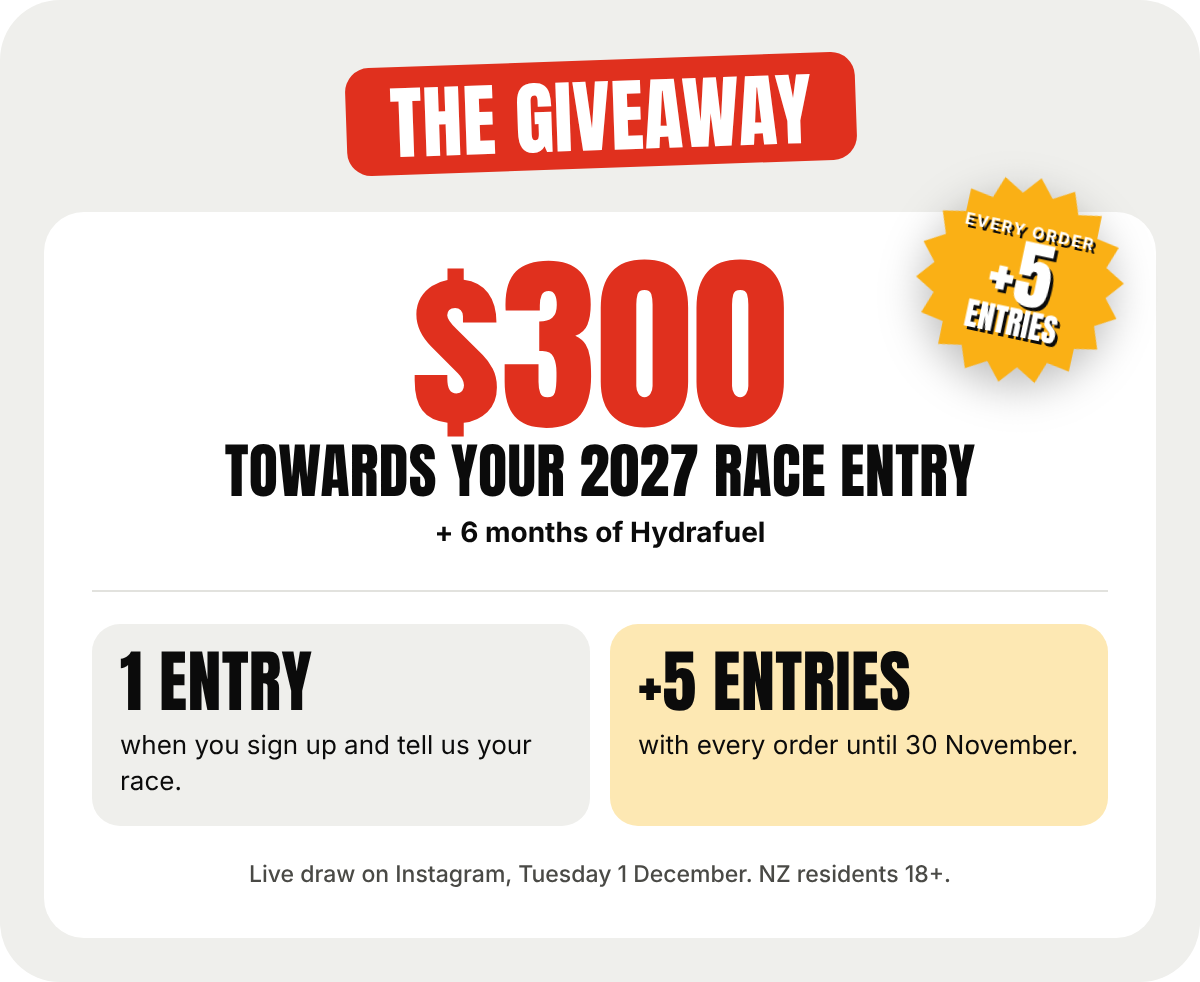 THE GIVEAWAY
EVERY ORDER
+5
ENTRIES
$300
TOWARDS YOUR 2027 RACE ENTRY
+ 6 months of Hydrafuel
1 ENTRY
when you sign up and tell us your
race.
+5 ENTRIES
with every order until 30 November.
Live draw on Instagram, Tuesday 1 December. NZ residents 18+.